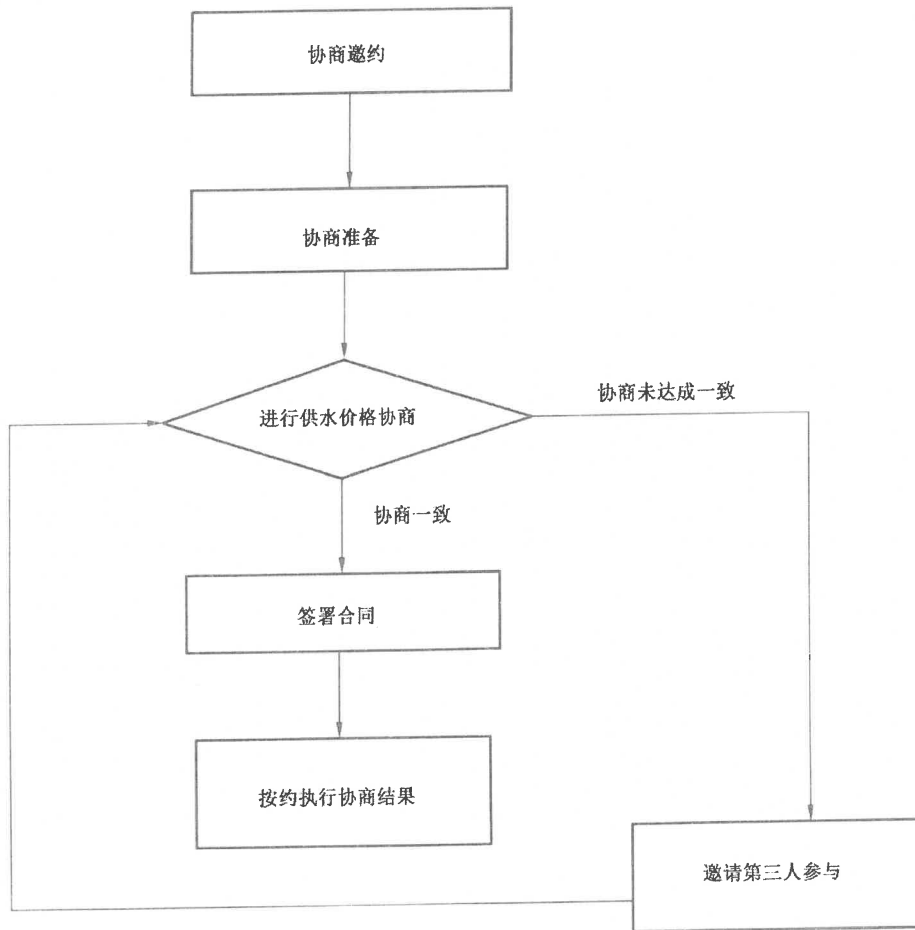 协商邀约
协商准备
进行供水价格协商
协商未达成一致
协商一致
签署合同
按约执行协商结果
邀请第三人参与